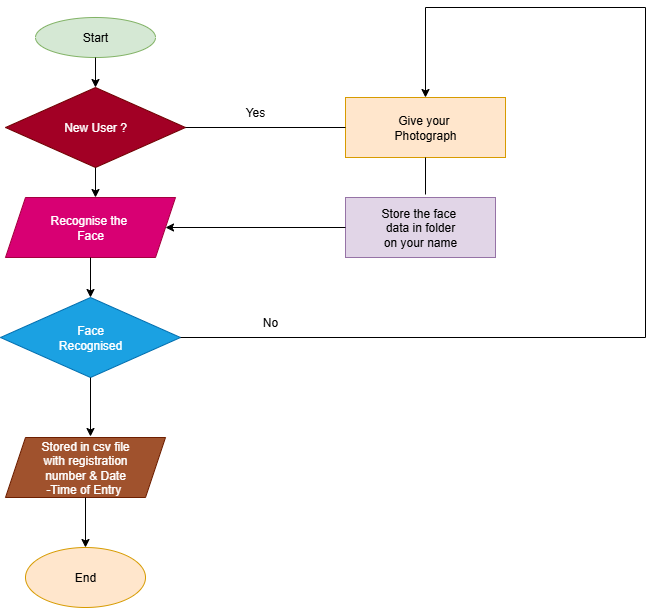 Start
New User ?
Yes
Give your
Photograph
Recognise the
Face
Store the face
data in folder
on your name
Face
Recognised
No
Stored in csv file
with registration
number & Date
-Time of Entry
End